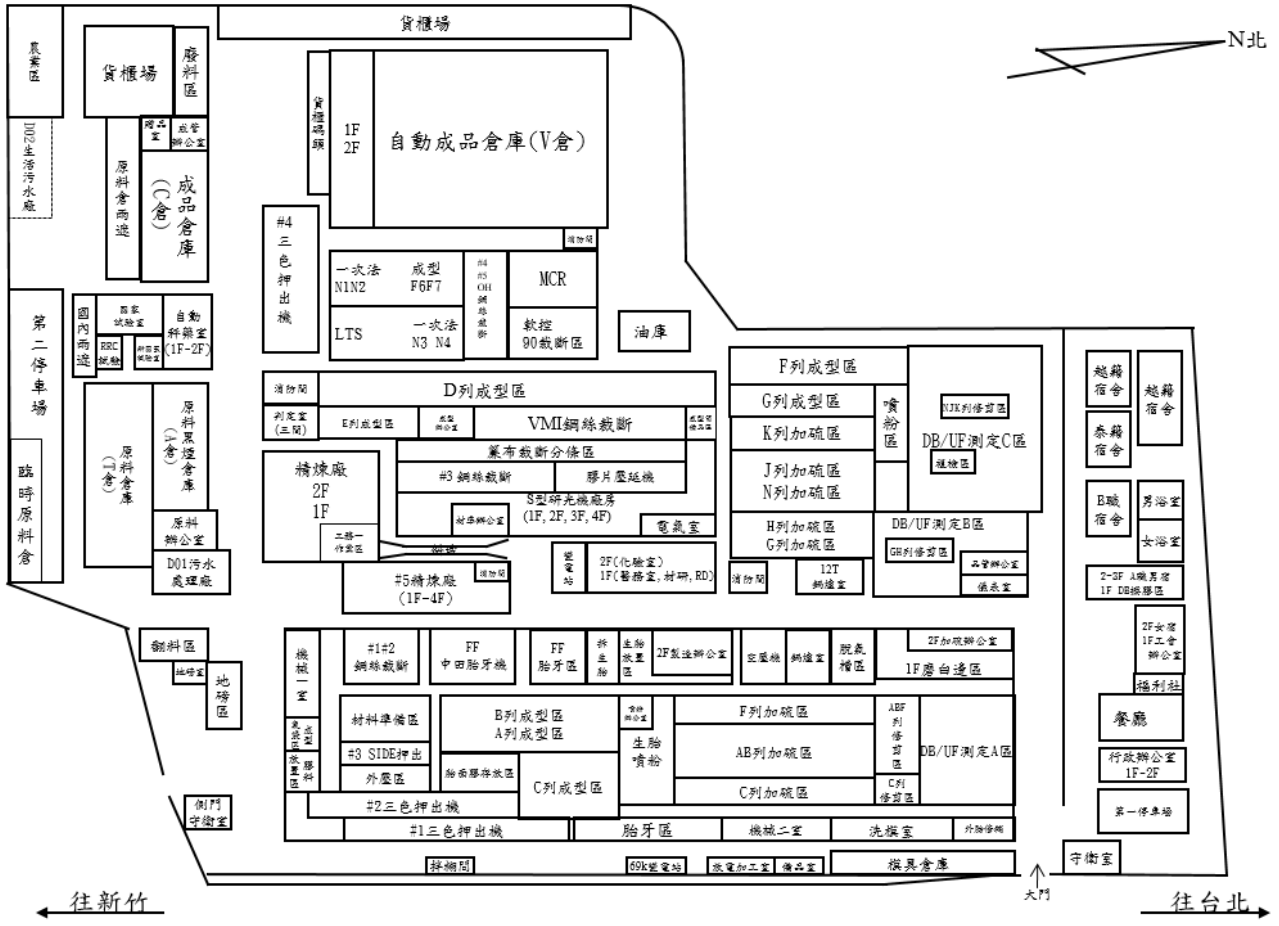 貨櫃場
N北
農業區
貨櫃場
廢料區
D02生活污水廠
贈品室
成管
辦公室
原料倉雨遮
成品倉庫
(C倉)
貨櫃碼頭
1F
2F
自動成品倉庫(V倉)
消防間
#4三色押出機
一次法
N1N2
成型
F6F7
LTS
一次法
N3 N4
#4
#5
OH
鋼絲裁斷
MCR
軟控
90裁斷區
油庫
第二停車場
臨時原料倉
國內雨遮
國家
試驗室
RRC
試驗
試驗室
自動
科藥室
(1F-2F)
原料倉庫
(T倉)
原料黑煙倉庫
(A倉)
原料
辦公室
D01污水
處理廠
消防間
D列成型區
判定室
(三間)
E列成型區
成型
辦公室
VMI鋼絲裁斷
簾布裁斷分條區
#3 鋼絲裁斷
膠片壓延機
精煉廠
2F
1F
工務一
作業區
材準辦公室
S型研光機廠房
(1F, 2F, 3F, 4F)
電氣室
#5精煉廠
(1F-4F)
消防間
變電站
2F(化驗室)
1F(醫務室,材研,RD)
消防間
F列成型區
G列成型區
K列加硫區
J列加硫區
N列加硫區
H列加硫區
G列加硫區
噴粉區
NJK列修剪區
DB/UF測定C區
組檢區
DB/UF測定B區
GH列修剪區
品管辦公室
儀表室
12T
鍋爐室
越籍
宿舍
越籍
宿舍
泰籍
宿舍
B職
宿舍
男浴室
女浴室
2-3F A職男宿
1F DB換膠區
2F女宿
1F工會
辦公室
福利社
餐廳
行政辦公室
1F-2F
第一停車場
守衛室
翻料區
地磅室
地磅區
側門
守衛室
機械一室
#1#2
鋼絲裁斷
FF
中田胎牙機
FF
胎牙區
拆生胎
生胎放置區
2F製造辦公室
空壓機
鍋爐室
脫氣槽區
2F加硫辦公室
1F磨白邊區
膠料放置區
材料準備區
#3 SIDE押出
外壓區
B列成型區
A列成型區
胎面膠存放區
C列成型區
生胎
噴粉
F列加硫區
AB列加硫區
C列加硫區
ABF列修剪區
C列
修剪區
DB/UF測定A區
#2三色押出機
#1三色押出機
胎牙區
機械二室
洗模室
外胎修補
拌糊間
69k變電站
放電加工室
備品室
模具倉庫
大門
往新竹
往台北